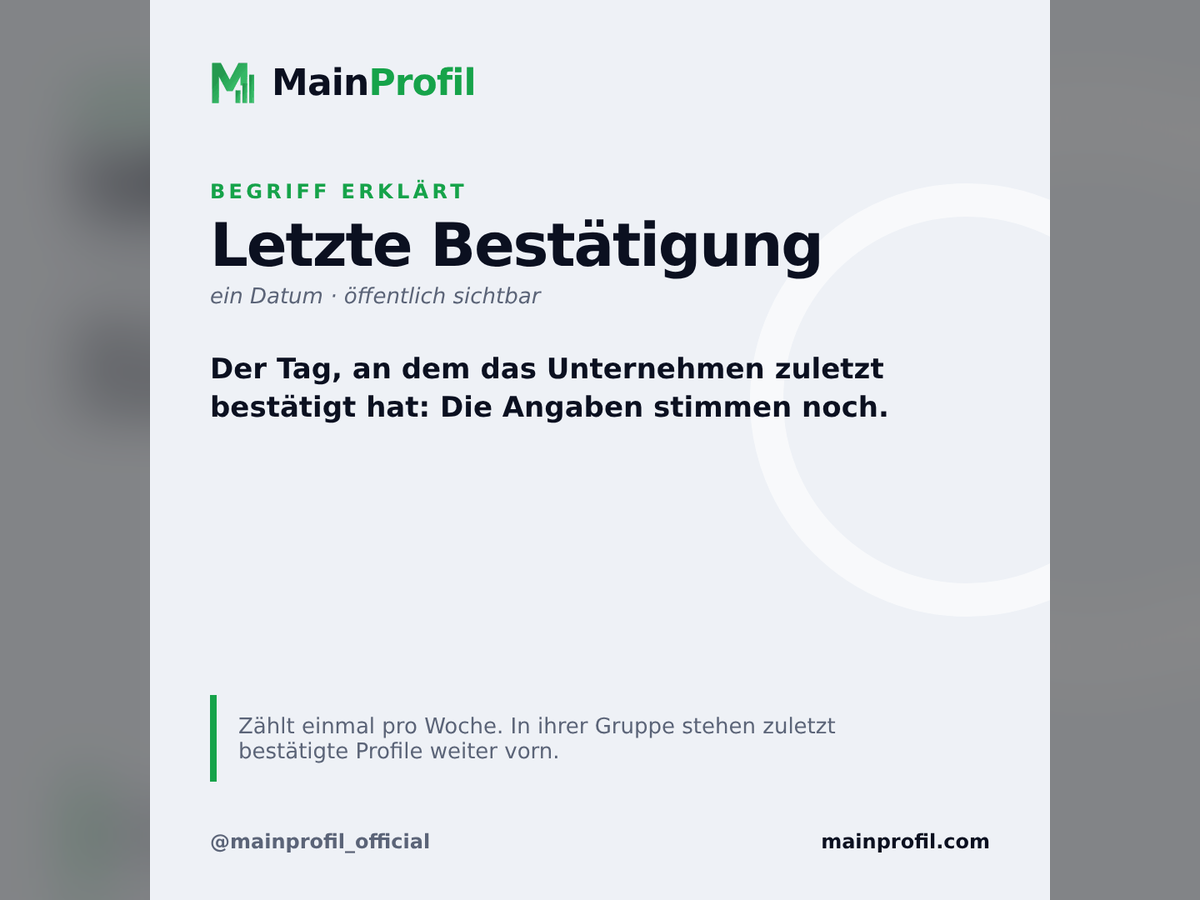 MainProfil
BEGRIFF ERKLÄRT
Letzte Bestätigung
ein Datum · öffentlich sichtbar
Der Tag, an dem das Unternehmen zuletzt
bestätigt hat: Die Angaben stimmen noch.
Zählt einmal pro Woche. In ihrer Gruppe stehen zuletzt
bestätigte Profile weiter vorn.
@mainprofil_official
mainprofil.com